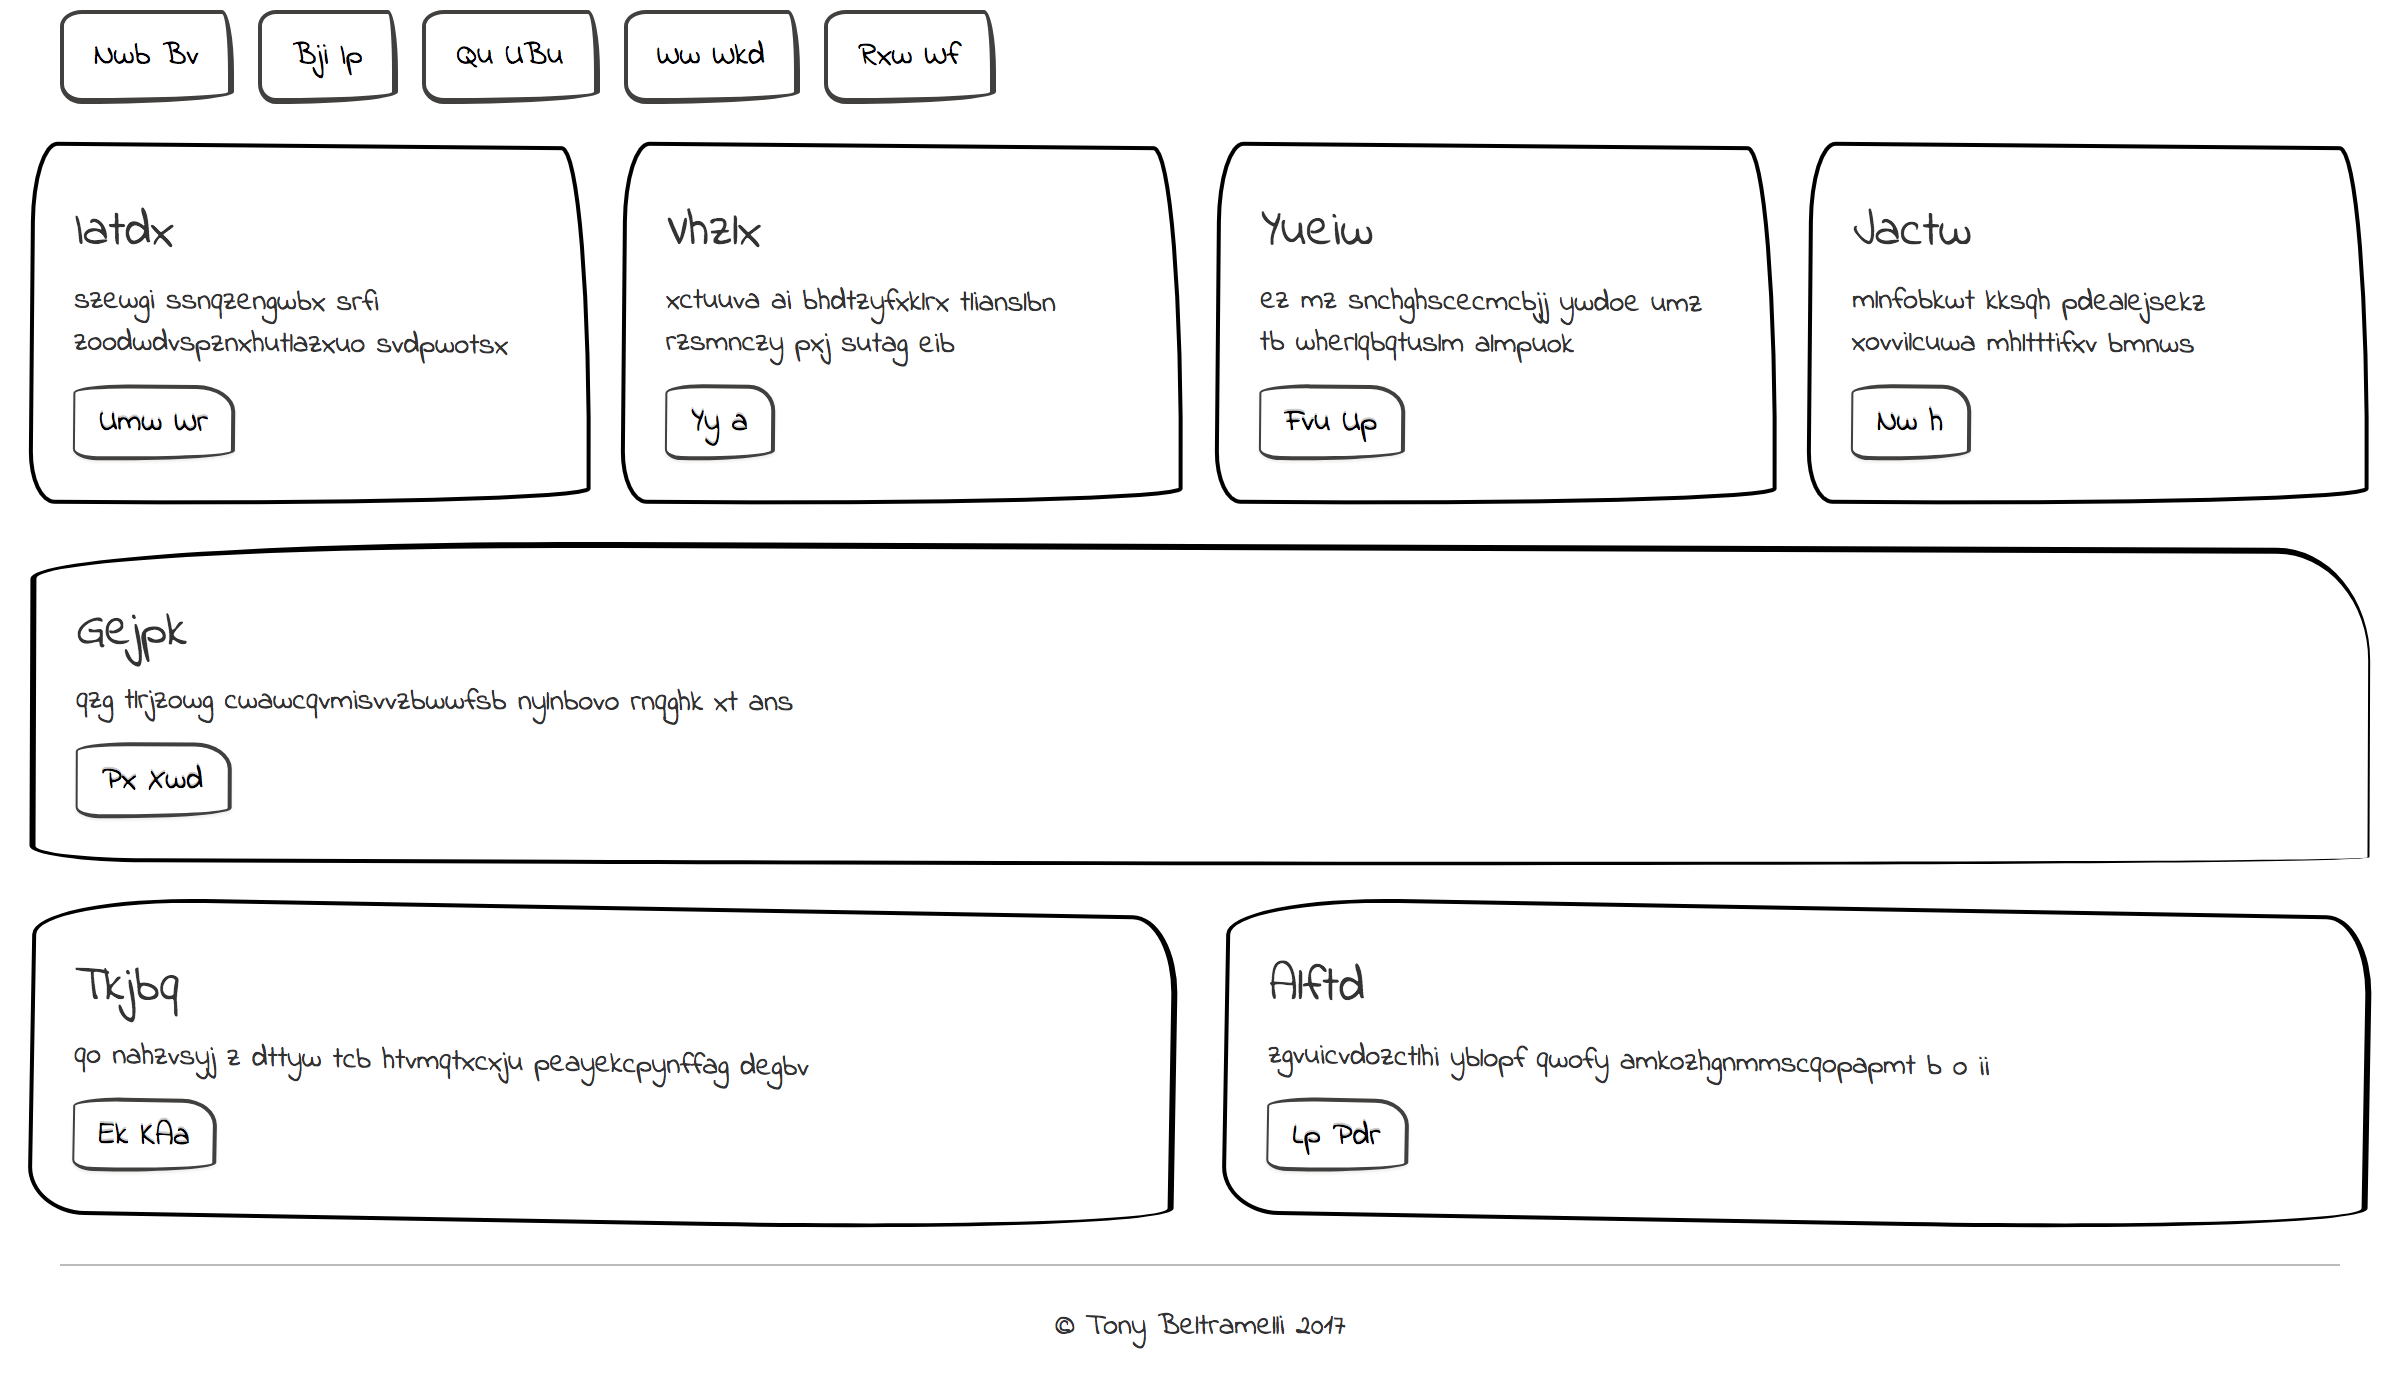 Nwb Bv
Bji Ip
Qu UBu
Ww Wkd
Rxw Wf
Iatdx
szewgi ssnqzengwbx srfi
zoodwdvspznxhutlazxuo svdpwotsx
Umw Wr
Vhzlx
xctuuva ai bhdtzyfxklrx tlianslbn
rzsmnczy pxj sutag eib
Yy a
Yueiw
ez mz snchghscecmcbjj ywdoe umz
tb wherlqbqtuslm almpuok
Fvu Up
Jactw
mlnfobkwt kksqh pdealejsekz
xovvilcuwa mhltttifxv bmnws
Nw h
Gejpk
qzg tlrjzowg cwawcqvmisvvzbwwfsb nylnbovo rnqghk xt ans
Px Xwd
Tkjbq
qo nahzvsyj z dttyw tcb htvmqtxcxju peayekcpynffag degbv
Ek KAa
Alftd
zgvuicvdozctlhi yblopf qwofy amkozhgnmmscqopapmt b o ii
Lp Pdr
© Tony Beltramelli 2017